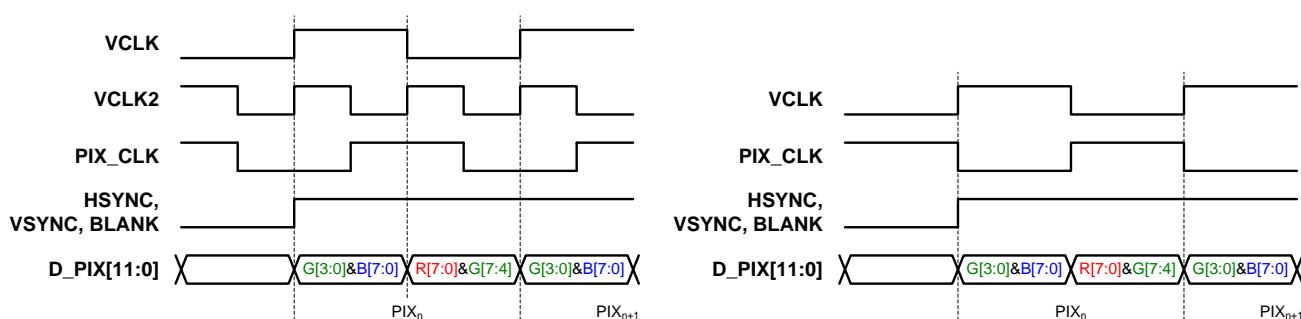 VCLK
VCLK2
PIX_CLK
HSYNC,
VSYNC, BLANK
D_PIX[11:0]
G[3:0]&B[7:0] R[7:0]&G[7:4] G[3:0]&B[7:0]
PIXn PIXn+1
VCLK
PIX_CLK
HSYNC,
VSYNC, BLANK
D_PIX[11:0]
G[3:0]&B[7:0] R[7:0]&G[7:4] G[3:0]&B[7:0]
PIXn PIXn+1